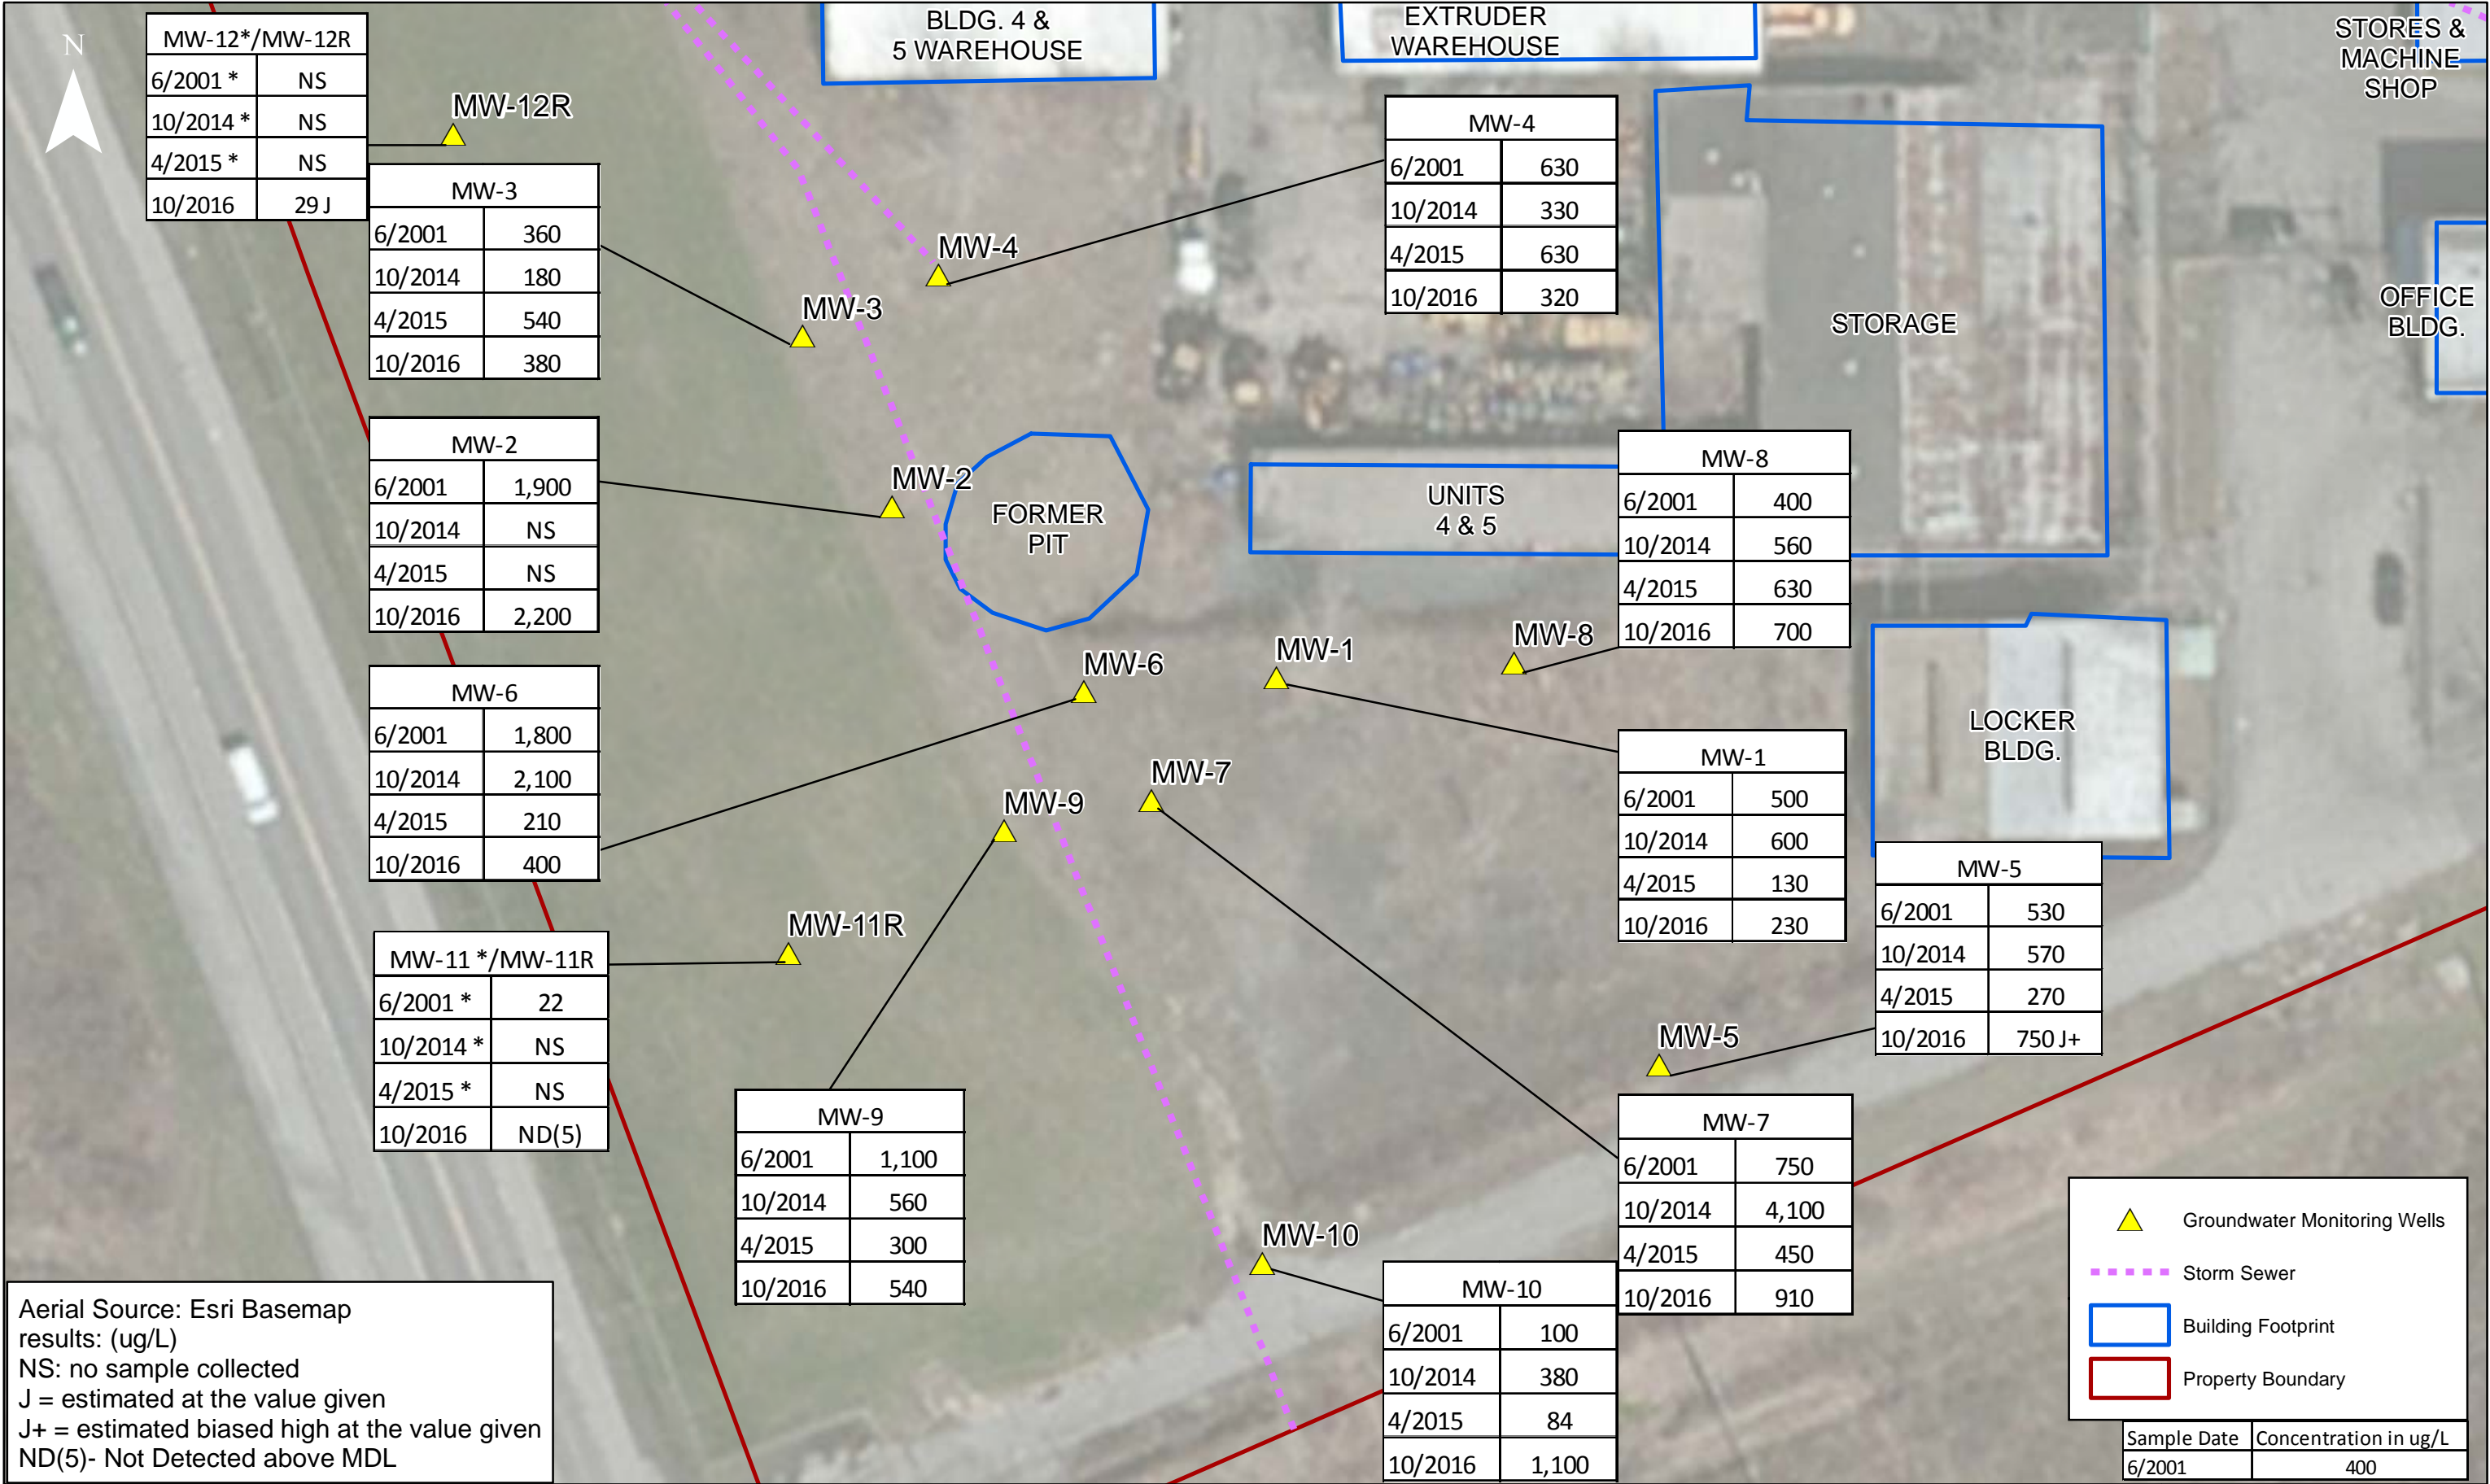 N
MW-12*/MW-12R
6/2001 * NS
10/2014 * NS
4/2015 * NS
10/2016 29 J
MW-12R
BLDG. 4 &
5 WAREHOUSE
EXTRUDER
WAREHOUSE
STORES &
MACHINE
SHOP
MW-3
6/2001 360
10/2014 180
4/2015 540
10/2016 380
MW-4
6/2001 630
10/2014 330
4/2015 630
10/2016 320
MW-4
MW-3
STORAGE
OFFICE
BLDG.
MW-2
6/2001 1,900
10/2014 NS
4/2015 NS
10/2016 2,200
MW-2
FORMER
PIT
UNITS
4 & 5
MW-8
6/2001 400
10/2014 560
4/2015 630
10/2016 700
MW-6
6/2001 1,800
10/2014 2,100
4/2015 210
10/2016 400
MW-6
MW-1
MW-8
MW-7
MW-9
MW-1
6/2001 500
10/2014 600
4/2015 130
10/2016 230
LOCKER
BLDG.
MW-5
6/2001 530
10/2014 570
4/2015 270
10/2016 750 J+
MW-11 */MW-11R
6/2001 * 22
10/2014 * NS
4/2015 * NS
10/2016 ND(5)
MW-11R
MW-5
MW-9
6/2001 1,100
10/2014 560
4/2015 300
10/2016 540
MW-7
6/2001 750
10/2014 4,100
4/2015 450
10/2016 910
MW-10
MW-10
6/2001 100
10/2014 380
4/2015 84
10/2016 1,100
Aerial Source: Esri Basemap
results: (ug/L)
NS: no sample collected
J = estimated at the value given
J+ = estimated biased high at the value given
ND(5)- Not Detected above MDL
Groundwater Monitoring Wells
Storm Sewer
Building Footprint
Property Boundary
Sample Date Concentration in ug/L
6/2001 400